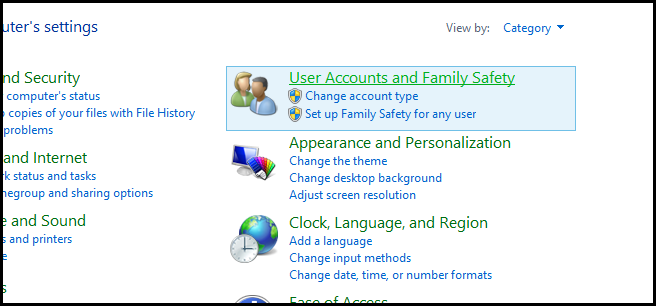 uter's settings
View by: Category
and Security
computer's status
copies of your files with File History
problems
and Internet
rk status and tasks
megroup and sharing options
e and Sound
s and printers
e
s
User Accounts and Family Safety
Change account type
Set up Family Safety for any user
Appearance and Personalization
Change the theme
Change desktop background
Adjust screen resolution
Clock, Language, and Region
Add a language
Change input methods
Change date, time, or number formats
Ease of Access